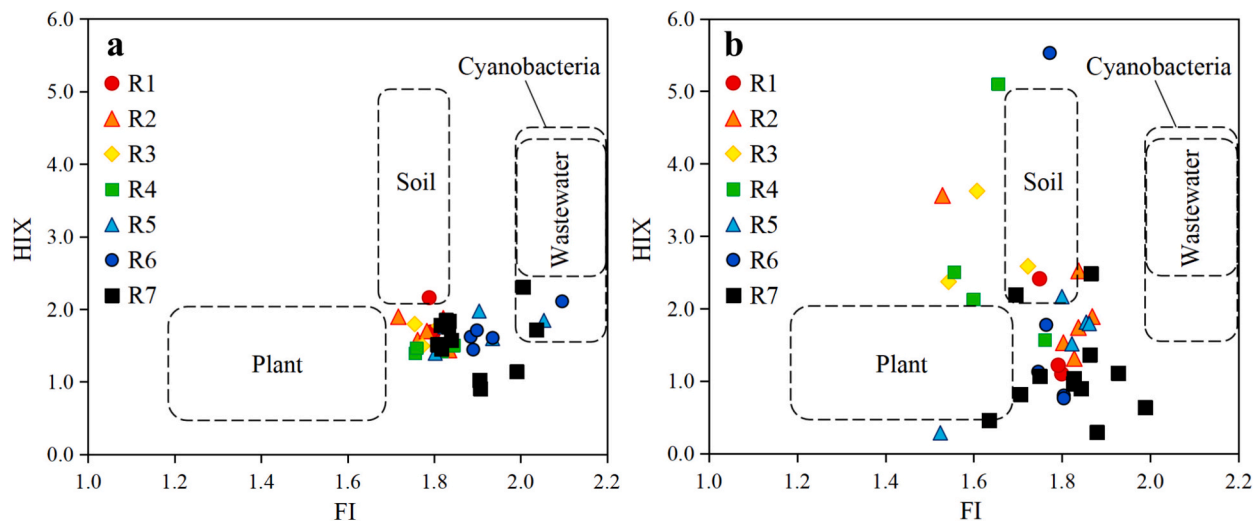 a
6.0
5.0
4.0
3.0
2.0
1.0
0.0
HIX
R1
R2
R3
R4
R5
R6
R7
Cyanobacteria
Soil
Wastewater
Plant
1.0
1.2
1.4
1.6
1.8
2.0
2.2
FI
b
6.0
5.0
4.0
3.0
2.0
1.0
0.0
HIX
R1
R2
R3
R4
R5
R6
R7
Cyanobacteria
Soil
Wastewater
Plant
1.0
1.2
1.4
1.6
1.8
2.0
2.2
FI